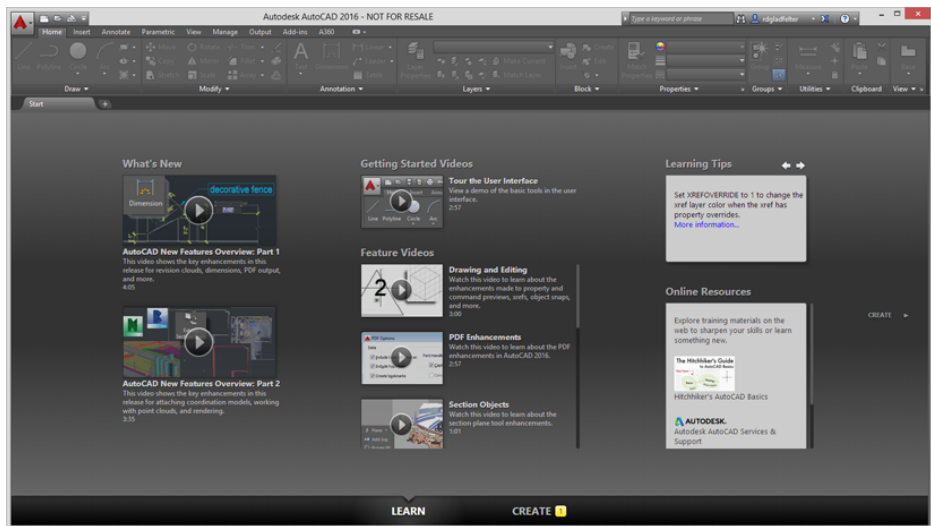 Autodesk AutoCAD 2016 - NOT FOR RESALE
Type a keyword or phrase
rdgladfelter
Home Insert Annotate Parametric View Manage Output Add-ins A360
Line Polyline Circle Arc
Move Rotate Trim
Copy Mirror Fillet
Stretch Scale Array
Text Dimension
Linear
Leader
Table
Layer
Properties
Make Current
Match Layer
Insert
Create
Edit
Match
Properties
Group
Measure
Paste
Base
Draw Modify Annotation Layers Block Properties Groups Utilities Clipboard View
Start
What's New
decorative fence
Dimension
AutoCAD New Features Overview: Part 1
This video shows the key enhancements in this
release for revision clouds, dimensions, PDF output,
and more.
4:05
AutoCAD New Features Overview: Part 2
This video shows the key enhancements in this
release for attaching coordination models, working
with point clouds, and rendering.
3:35
Getting Started Videos
Line Polyline Circle Arc
Tour the User Interface
View a demo of the basic tools in the user
interface.
2:57
Feature Videos
2
Drawing and Editing
Watch this video to learn about the
enhancements made to property and
command previews, xrefs, object snaps,
and more.
3:00
PDF Options
PDF Enhancements
Watch this video to learn about the PDF
enhancements in AutoCAD 2016.
2:57
Section Objects
Watch this video to learn about the
section plane tool enhancements.
1:01
Learning Tips
Set XREFOVERRIDE to 1 to change the
xref layer color when the xref has
property overrides.
More information...
Online Resources
Explore training materials on the
web to sharpen your skills or learn
something new.
The Hitchhiker's Guide
to AutoCAD Basics
Hitchhiker's AutoCAD Basics
AUTODESK.
Autodesk AutoCAD Services &
Support
CREATE
LEARN CREATE 1